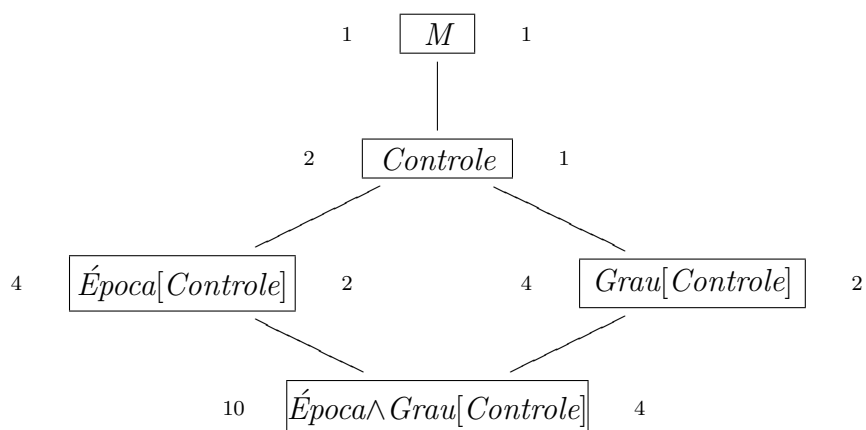 1 M 1
2 Controle 1
4 Época[Controle] 2
4 Grau[Controle] 2
10 Época∧Grau[Controle] 4